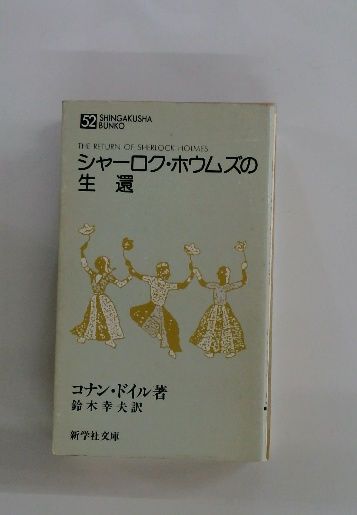 52 SHINGAKUSHA
BUNKO
THE RETURN OF SHERLOCK HOLMES
シャーロク・ホウムズの
生還
コナン・ドイル著
鈴木幸夫訳
新学社文庫